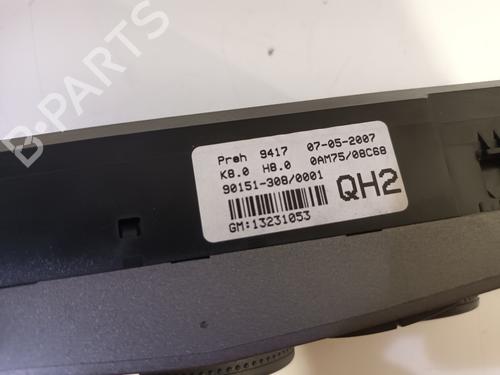 Preh 9417 07-05-2007
K8.0 H8.0 0AM75/08C68
90151-308/0001
QH2
GM:13231053
B-PARTS